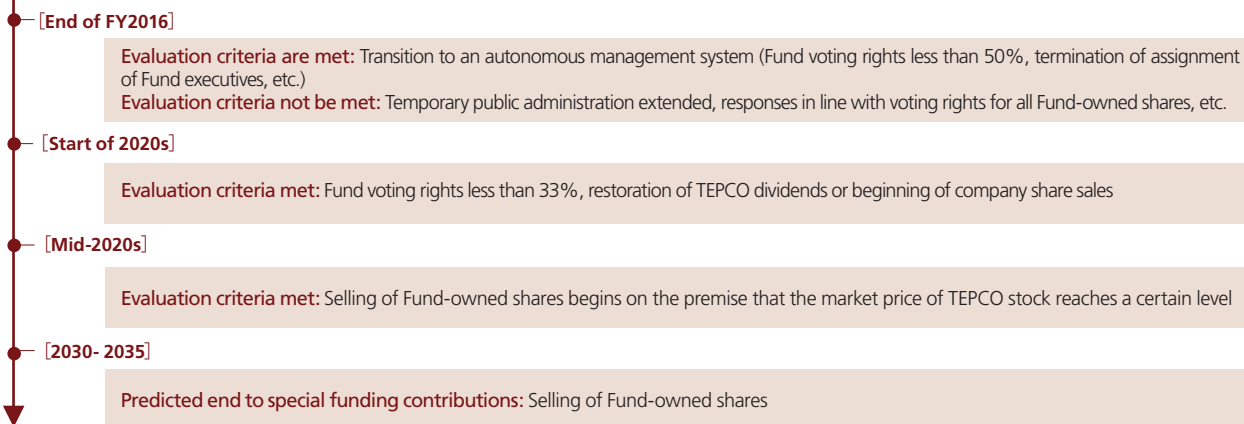 [End of FY2016]
Evaluation criteria are met: Transition to an autonomous management system (Fund voting rights less than 50%, termination of assignment
of Fund executives, etc.)
Evaluation criteria not be met: Temporary public administration extended, responses in line with voting rights for all Fund-owned shares, etc.
[Start of 2020s]
Evaluation criteria met: Fund voting rights less than 33%, restoration of TEPCO dividends or beginning of company share sales
[Mid-2020s]
Evaluation criteria met: Selling of Fund-owned shares begins on the premise that the market price of TEPCO stock reaches a certain level
[2030- 2035]
Predicted end to special funding contributions: Selling of Fund-owned shares